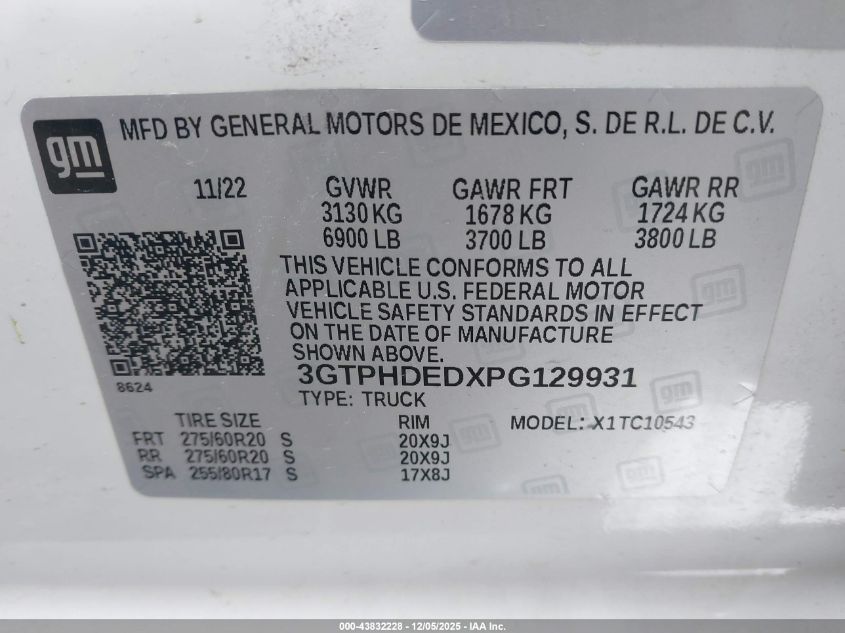 gm MFD BY GENERAL MOTORS DE MEXICO, S. DE R.L. DE C.V.
11/22 GVWR GAWR FRT GAWR RR
3130 KG 1678 KG 1724 KG
6900 LB 3700 LB 3800 LB
THIS VEHICLE CONFORMS TO ALL
APPLICABLE U.S. FEDERAL MOTOR
VEHICLE SAFETY STANDARDS IN EFFECT
ON THE DATE OF MANUFACTURE
SHOWN ABOVE.
8624
3GTPHDEDXPG129931
TYPE: TRUCK
TIRE SIZE RIM MODEL: X1TC10543
FRT 275/60R20 S 20X9J
RR 275/60R20 S 20X9J
SPA 255/80R17 S 17X8J
000-43832228 - 12/05/2025 - IAA Inc.